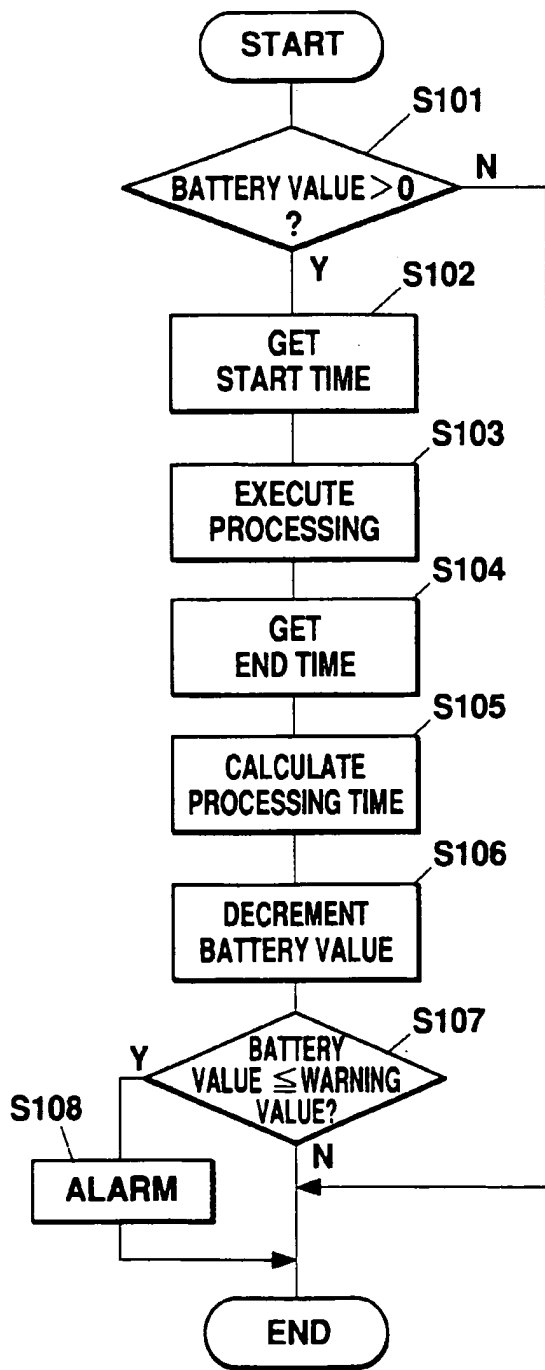 START
S101
BATTERY VALUE > 0
?
N
Y
S102
GET
START TIME
S103
EXECUTE
PROCESSING
S104
GET
END TIME
S105
CALCULATE
PROCESSING TIME
S106
DECREMENT
BATTERY VALUE
S107
BATTERY
VALUE ≦ WARNING
VALUE?
Y
S108
N
ALARM
END